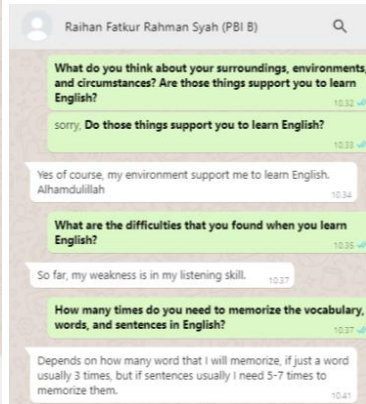 Raihan Fatkur Rahman Syah (PBI B)
What do you think about your surroundings, environments,
and circumstances? Are those things support you to learn
English?
10.32
sorry, Do those things support you to learn English?
10.33
Yes of course, my environment support me to learn English.
Alhamdulillah
10.34
What are the difficulties that you found when you learn
English?
10.35
So far, my weakness is in my listening skill.
10.37
How many times do you need to memorize the vocabulary,
words, and sentences in English?
10.37
Depends on how many word that I will memorize, if just a word
usually 3 times, but if sentences usually I need 5-7 times to
memorize them.
10.41